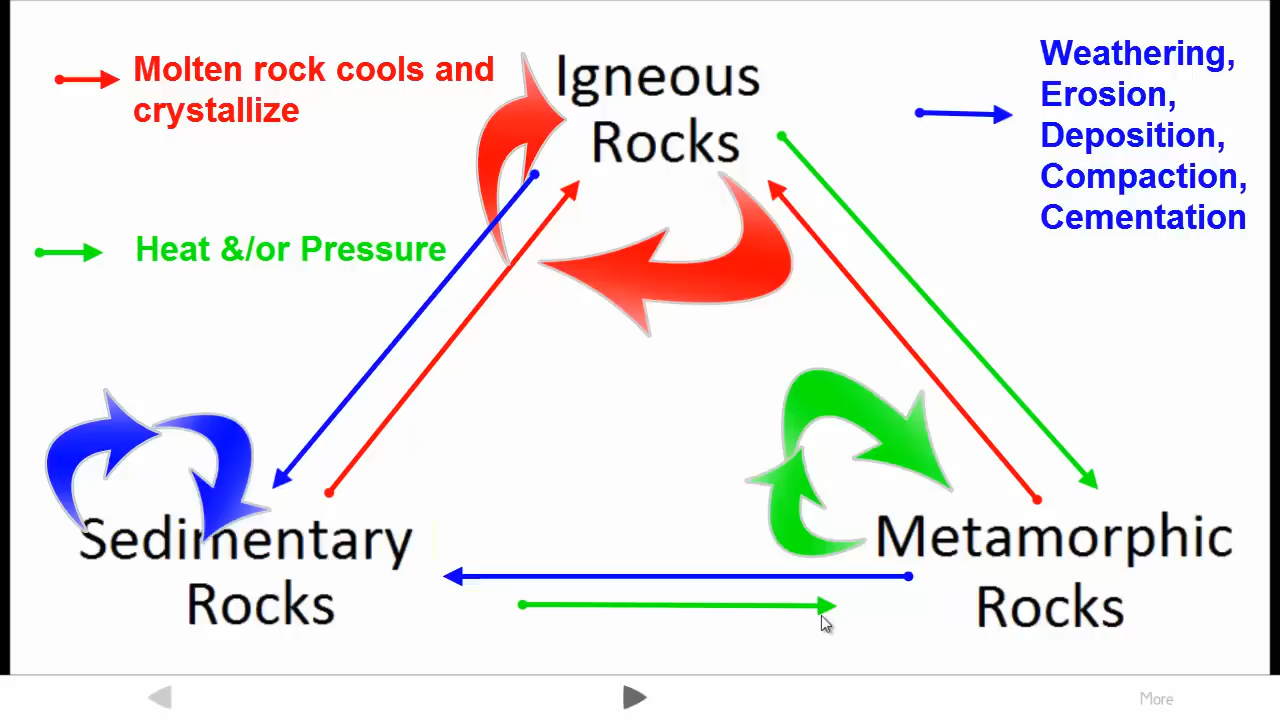 Molten rock cools and
crystallize
Igneous
Rocks
Weathering,
Erosion,
Deposition,
Compaction,
Cementation
Heat &/or Pressure
Sedimentary
Rocks
Metamorphic
Rocks
More